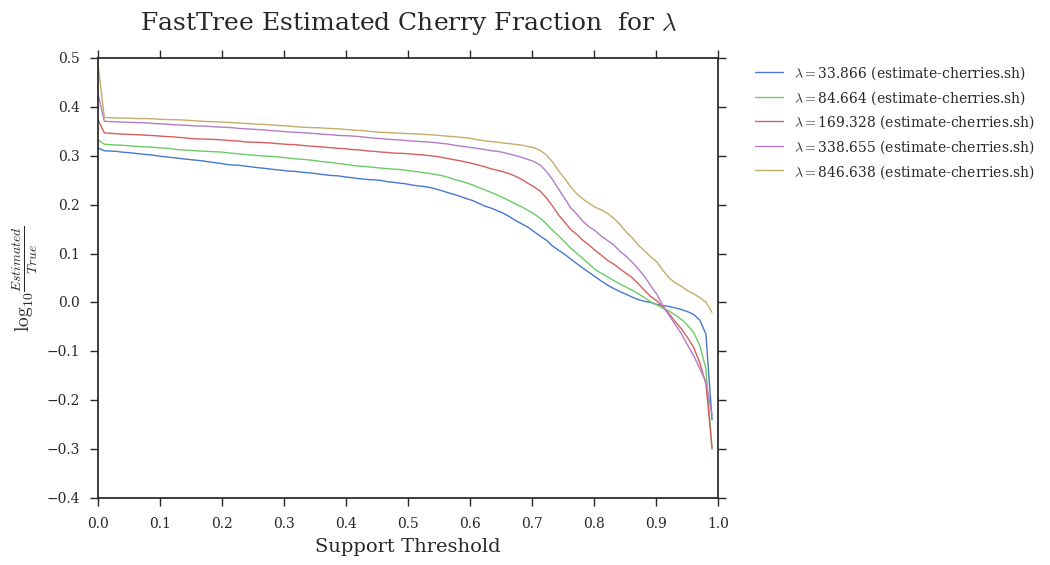 FastTree Estimated Cherry Fraction for λ
0.5
0.4
0.3
0.2
0.1
0.0
−0.1
−0.2
−0.3
−0.4
log10 Estimated/True
0.0 0.1 0.2 0.3 0.4 0.5 0.6 0.7 0.8 0.9 1.0
Support Threshold
λ = 33.866 (estimate-cherries.sh)
λ = 84.664 (estimate-cherries.sh)
λ = 169.328 (estimate-cherries.sh)
λ = 338.655 (estimate-cherries.sh)
λ = 846.638 (estimate-cherries.sh)